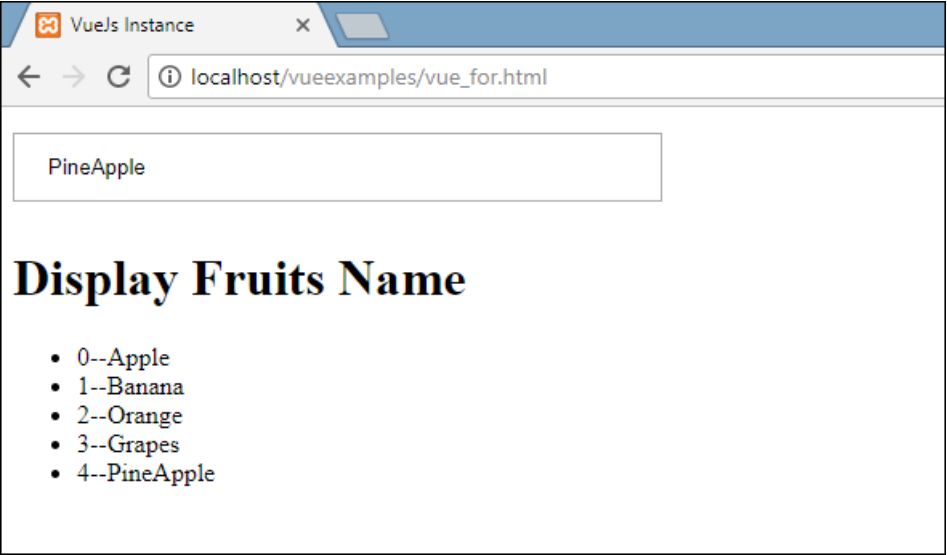 VueJs Instance
localhost/vueexamples/vue_for.html
PineApple
Display Fruits Name
0--Apple
1--Banana
2--Orange
3--Grapes
4--PineApple